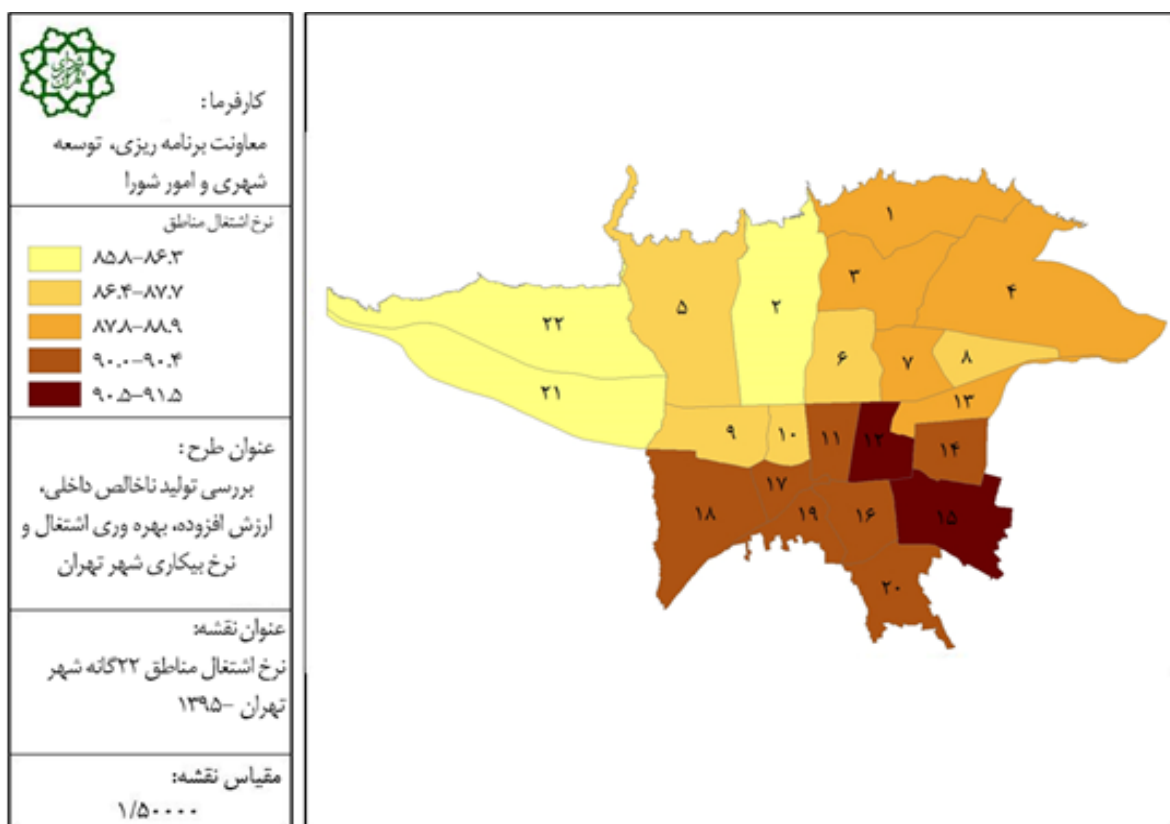 شهرداری تهران
کارفرما:
معاونت برنامه ریزی، توسعه
شهری و امور شورا
نرخ اشتغال مناطق
۸۵.۸-۸۶.۳
۸۶.۴-۸۷.۷
۸۷.۸-۸۸.۹
۹۰.۰-۹۰.۴
۹۰.۵-۹۱.۵
عنوان طرح:
بررسی تولید ناخالص داخلی،
ارزش افزوده، بهره وری اشتغال و
نرخ بیکاری شهر تهران
عنوان نقشه:
نرخ اشتغال مناطق ۲۲گانه شهر
تهران -۱۳۹۵
مقیاس نقشه:
۱/۵۰۰۰۰
۱
۳
۴
۲
۵
۲۲
۶
۷
۸
۲۱
۱۳
۹
۱۰
۱۱
۱۲
۱۴
۱۷
۱۸
۱۹
۱۶
۱۵
۲۰